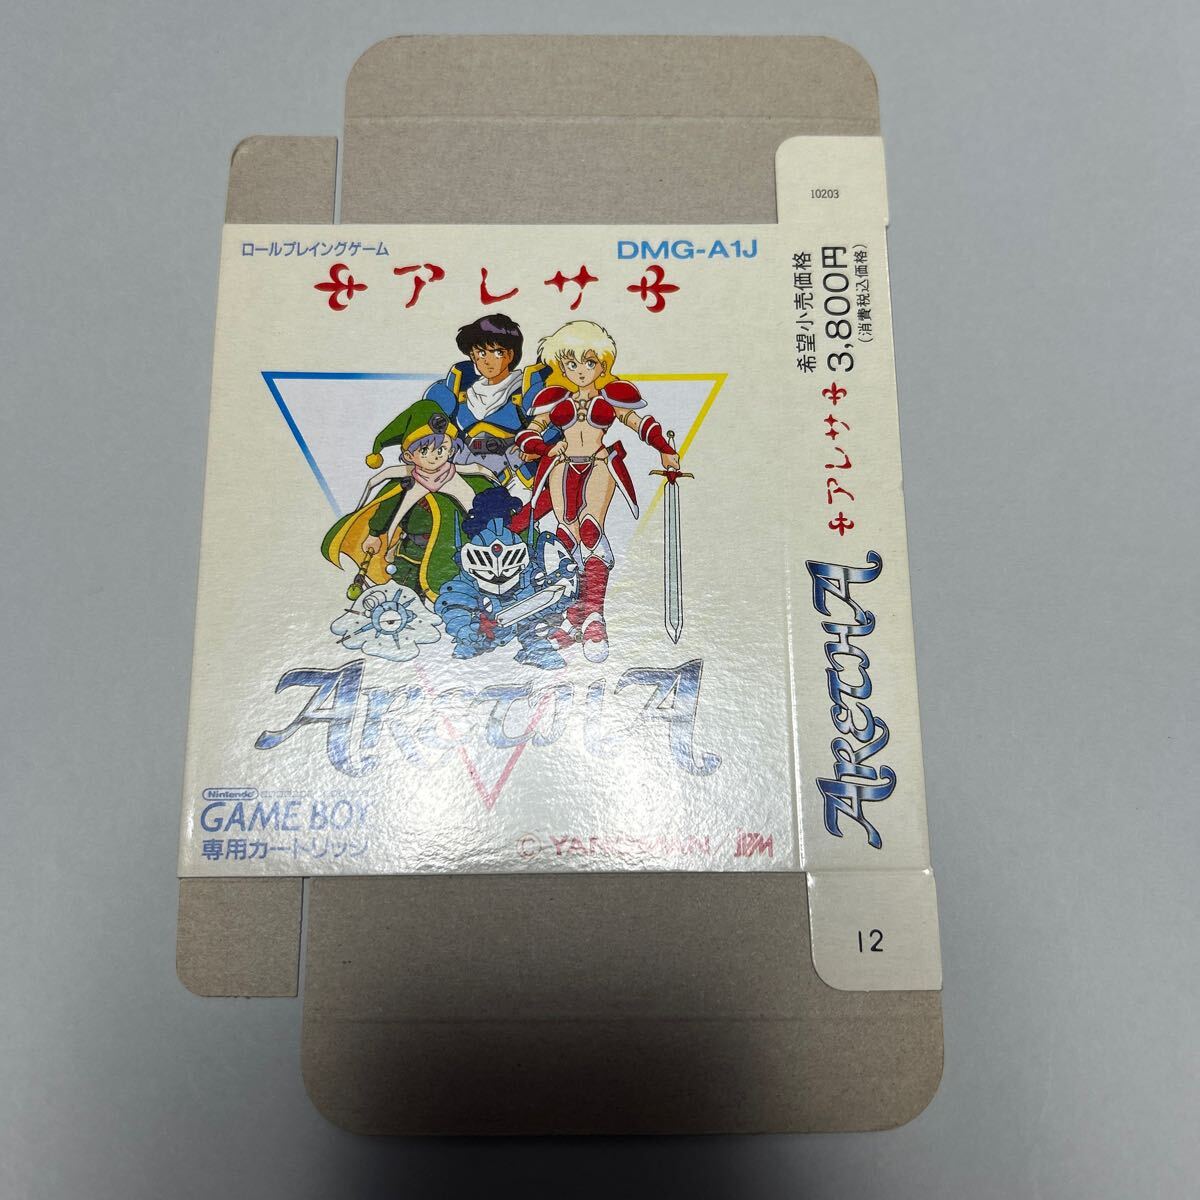 ロールプレイングゲーム
DMG-A1J
アレサ
ARETHA
Nintendo
GAME BOY
専用カートリッジ
© YANOMAN / JVM
10203
希望小売価格
3,800円
(消費税込価格)
アレサ
ARETHA
12